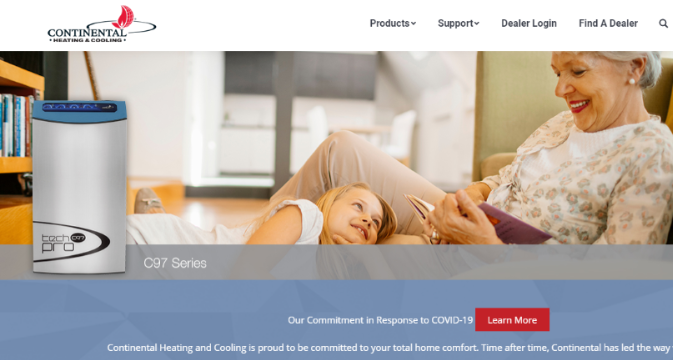 CONTINENTAL
HEATING & COOLING
Products
Support
Dealer Login
Find A Dealer
tech
pro
C97 Series
Our Commitment in Response to COVID-19
Learn More
Continental Heating and Cooling is proud to be committed to your total home comfort. Time after time, Continental has led the way